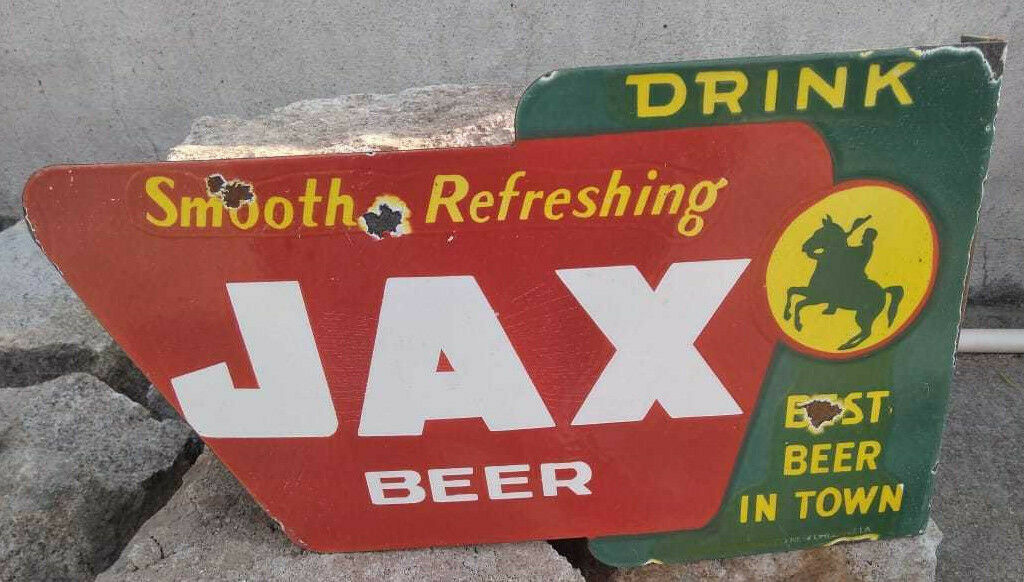 DRINK
Smooth Refreshing
JAX
BEER
BEST
BEER
IN TOWN